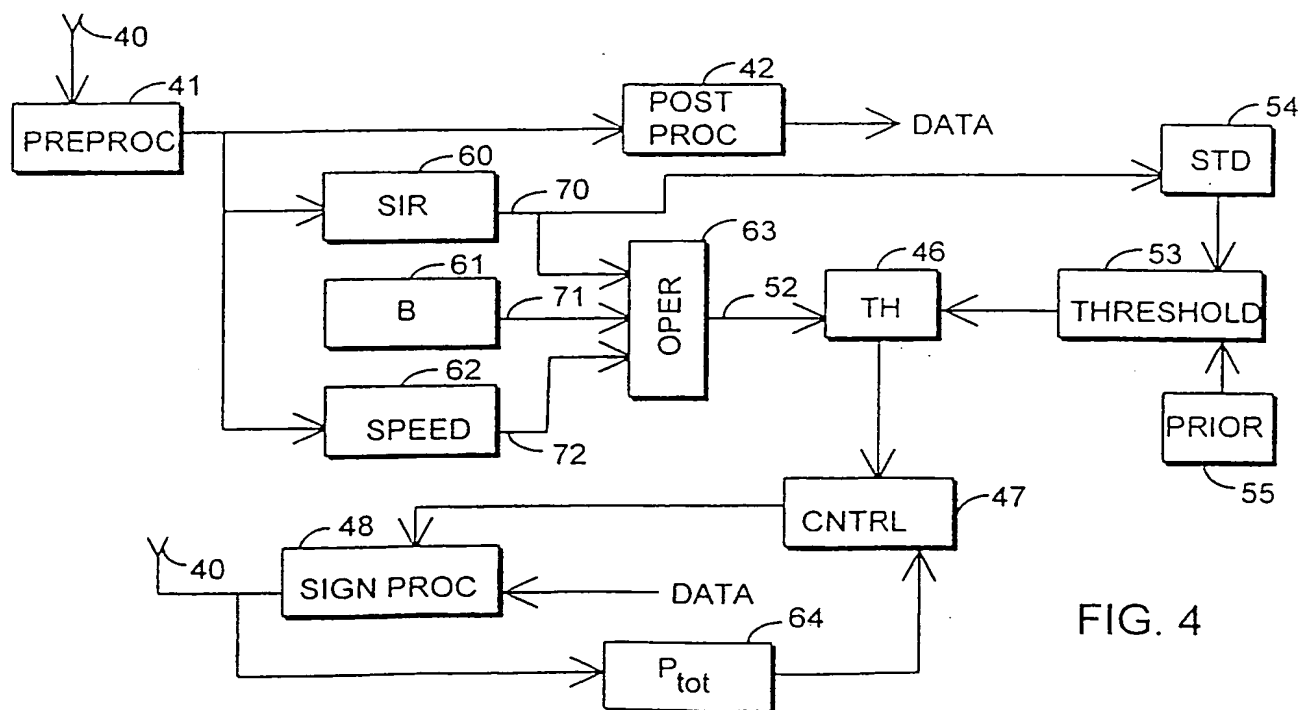 40
41
PREPROC
42
POST
PROC
DATA
54
STD
60
SIR
70
63
OPER
61
B
71
52
46
TH
53
THRESHOLD
62
SPEED
72
PRIOR
55
47
CNTRL
48
40
SIGN PROC
DATA
64
Ptot
FIG. 4